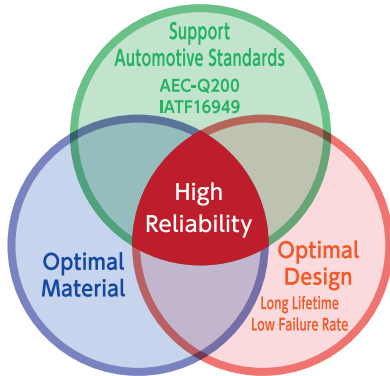 Support
Automotive Standards
AEC-Q200
IATF16949
High
Reliability
Optimal
Material
Optimal
Design
Long Lifetime
Low Failure Rate